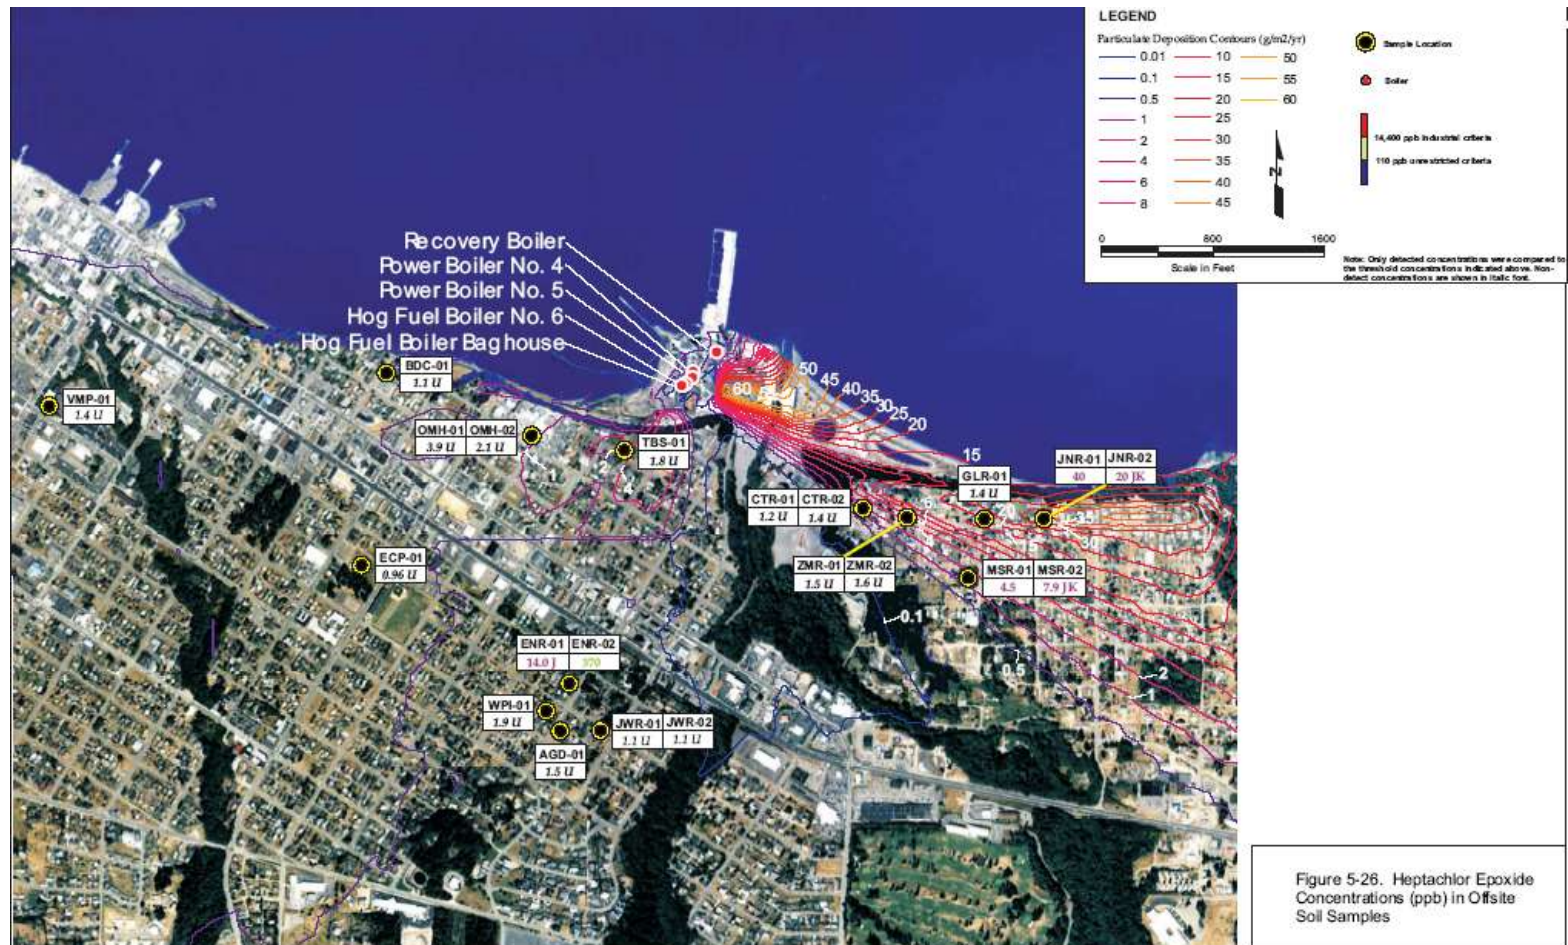 LEGEND
Particulate Deposition Contours (g/m2/yr)
0.01 10 50
0.1 15 55
0.5 20 60
1 25
2 30
4 35
6 40
8 45
Sample Location
Boiler
14,400 ppb industrial criteria
110 ppb unrestricted criteria
N
0 800 1600
Scale in Feet
Note: Only detected concentrations were compared to
the threshold concentrations indicated above. Non-
detect concentrations are shown in italic font.
Recovery Boiler
Power Boiler No. 4
Power Boiler No. 5
Hog Fuel Boiler No. 6
Hog Fuel Boiler Baghouse
60
50
45
40
35
30
25
20
15
BDC-01
1.1 U
VMP-01
1.4 U
OMH-01 OMH-02
3.9 U 2.1 U
1
TBS-01
1.8 U
2
4
JNR-01 JNR-02
40 20 JK
GLR-01
1.4 U
CTR-01 CTR-02
1.2 U 1.4 U
35
30
ZMR-01 ZMR-02
1.5 U 1.6 U
MSR-01 MSR-02
4.5 7.9 JK
ECP-01
0.96 U
0.1
0.5
2
1
ENR-01 ENR-02
14.0 J 370
WPI-01
1.9 U
JWR-01 JWR-02
1.1 U 1.1 U
AGD-01
1.5 U
Figure 5-26. Heptachlor Epoxide
Concentrations (ppb) in Offsite
Soil Samples